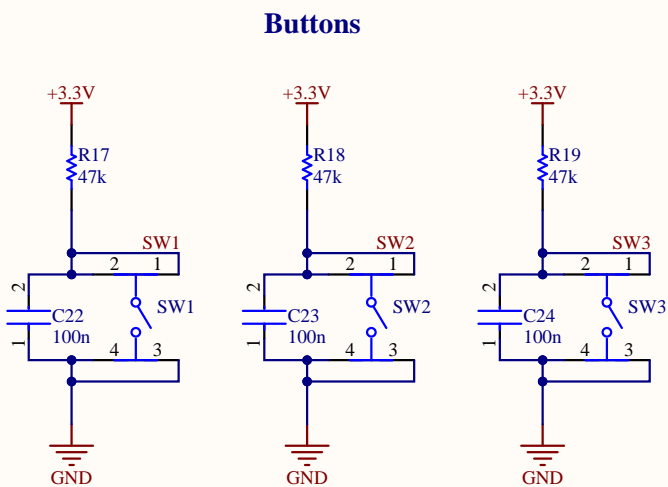 Buttons
+3.3V +3.3V +3.3V
R17 R18 R19
47k 47k 47k
SW1 SW2 SW3
2 1 2 1 2 1
2 2 2
C22 SW1 C23 SW2 C24 SW3
100n 100n 100n
1 1 1
4 3 4 3 4 3
GND GND GND